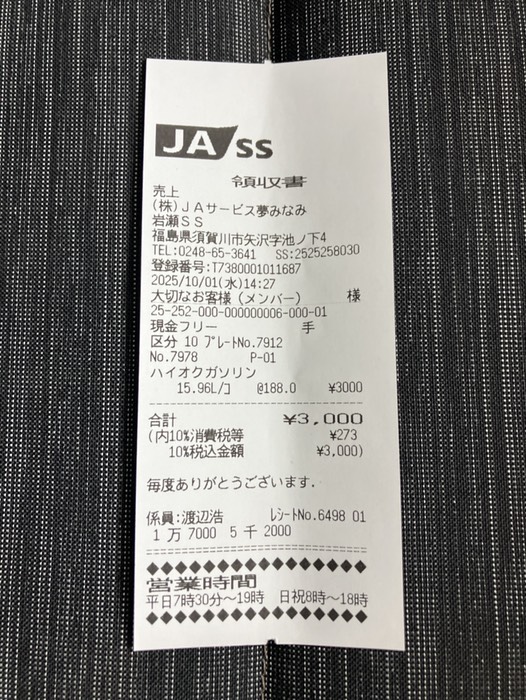 JA SS
領収書
売上
(株)JAサービス夢みなみ
岩瀬SS
福島県須賀川市矢沢字池ノ下4
TEL:0248-65-3641 SS:2525258030
登録番号:T7380001011687
2025/10/01(水)14:27
大切なお客様(メンバー) 様
25-252-000-000000006-000-01
現金フリー 手
区分 10 プレートNo.7912
No.7978 P-01
ハイオクガソリン
15.96L/コ @188.0 ¥3000
合計 ¥3,000
(内10%消費税等 ¥273
10%税込金額 ¥3,000)
毎度ありがとうございます.
係員:渡辺浩 レシートNo.6498 01
1万 7000 5千 2000
営業時間
平日7時30分~19時 日祝8時~18時